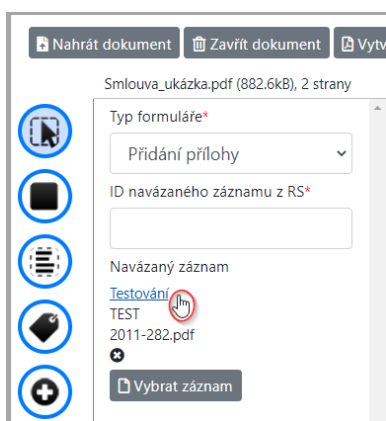 Nahrát dokument Zavřít dokument Vytv
Smlouva_ukázka.pdf (882.6kB), 2 strany
Typ formuláře*
Přidání přílohy
ID navázaného záznamu z RS*
Navázaný záznam
Testování
TEST
2011-282.pdf
Vybrat záznam